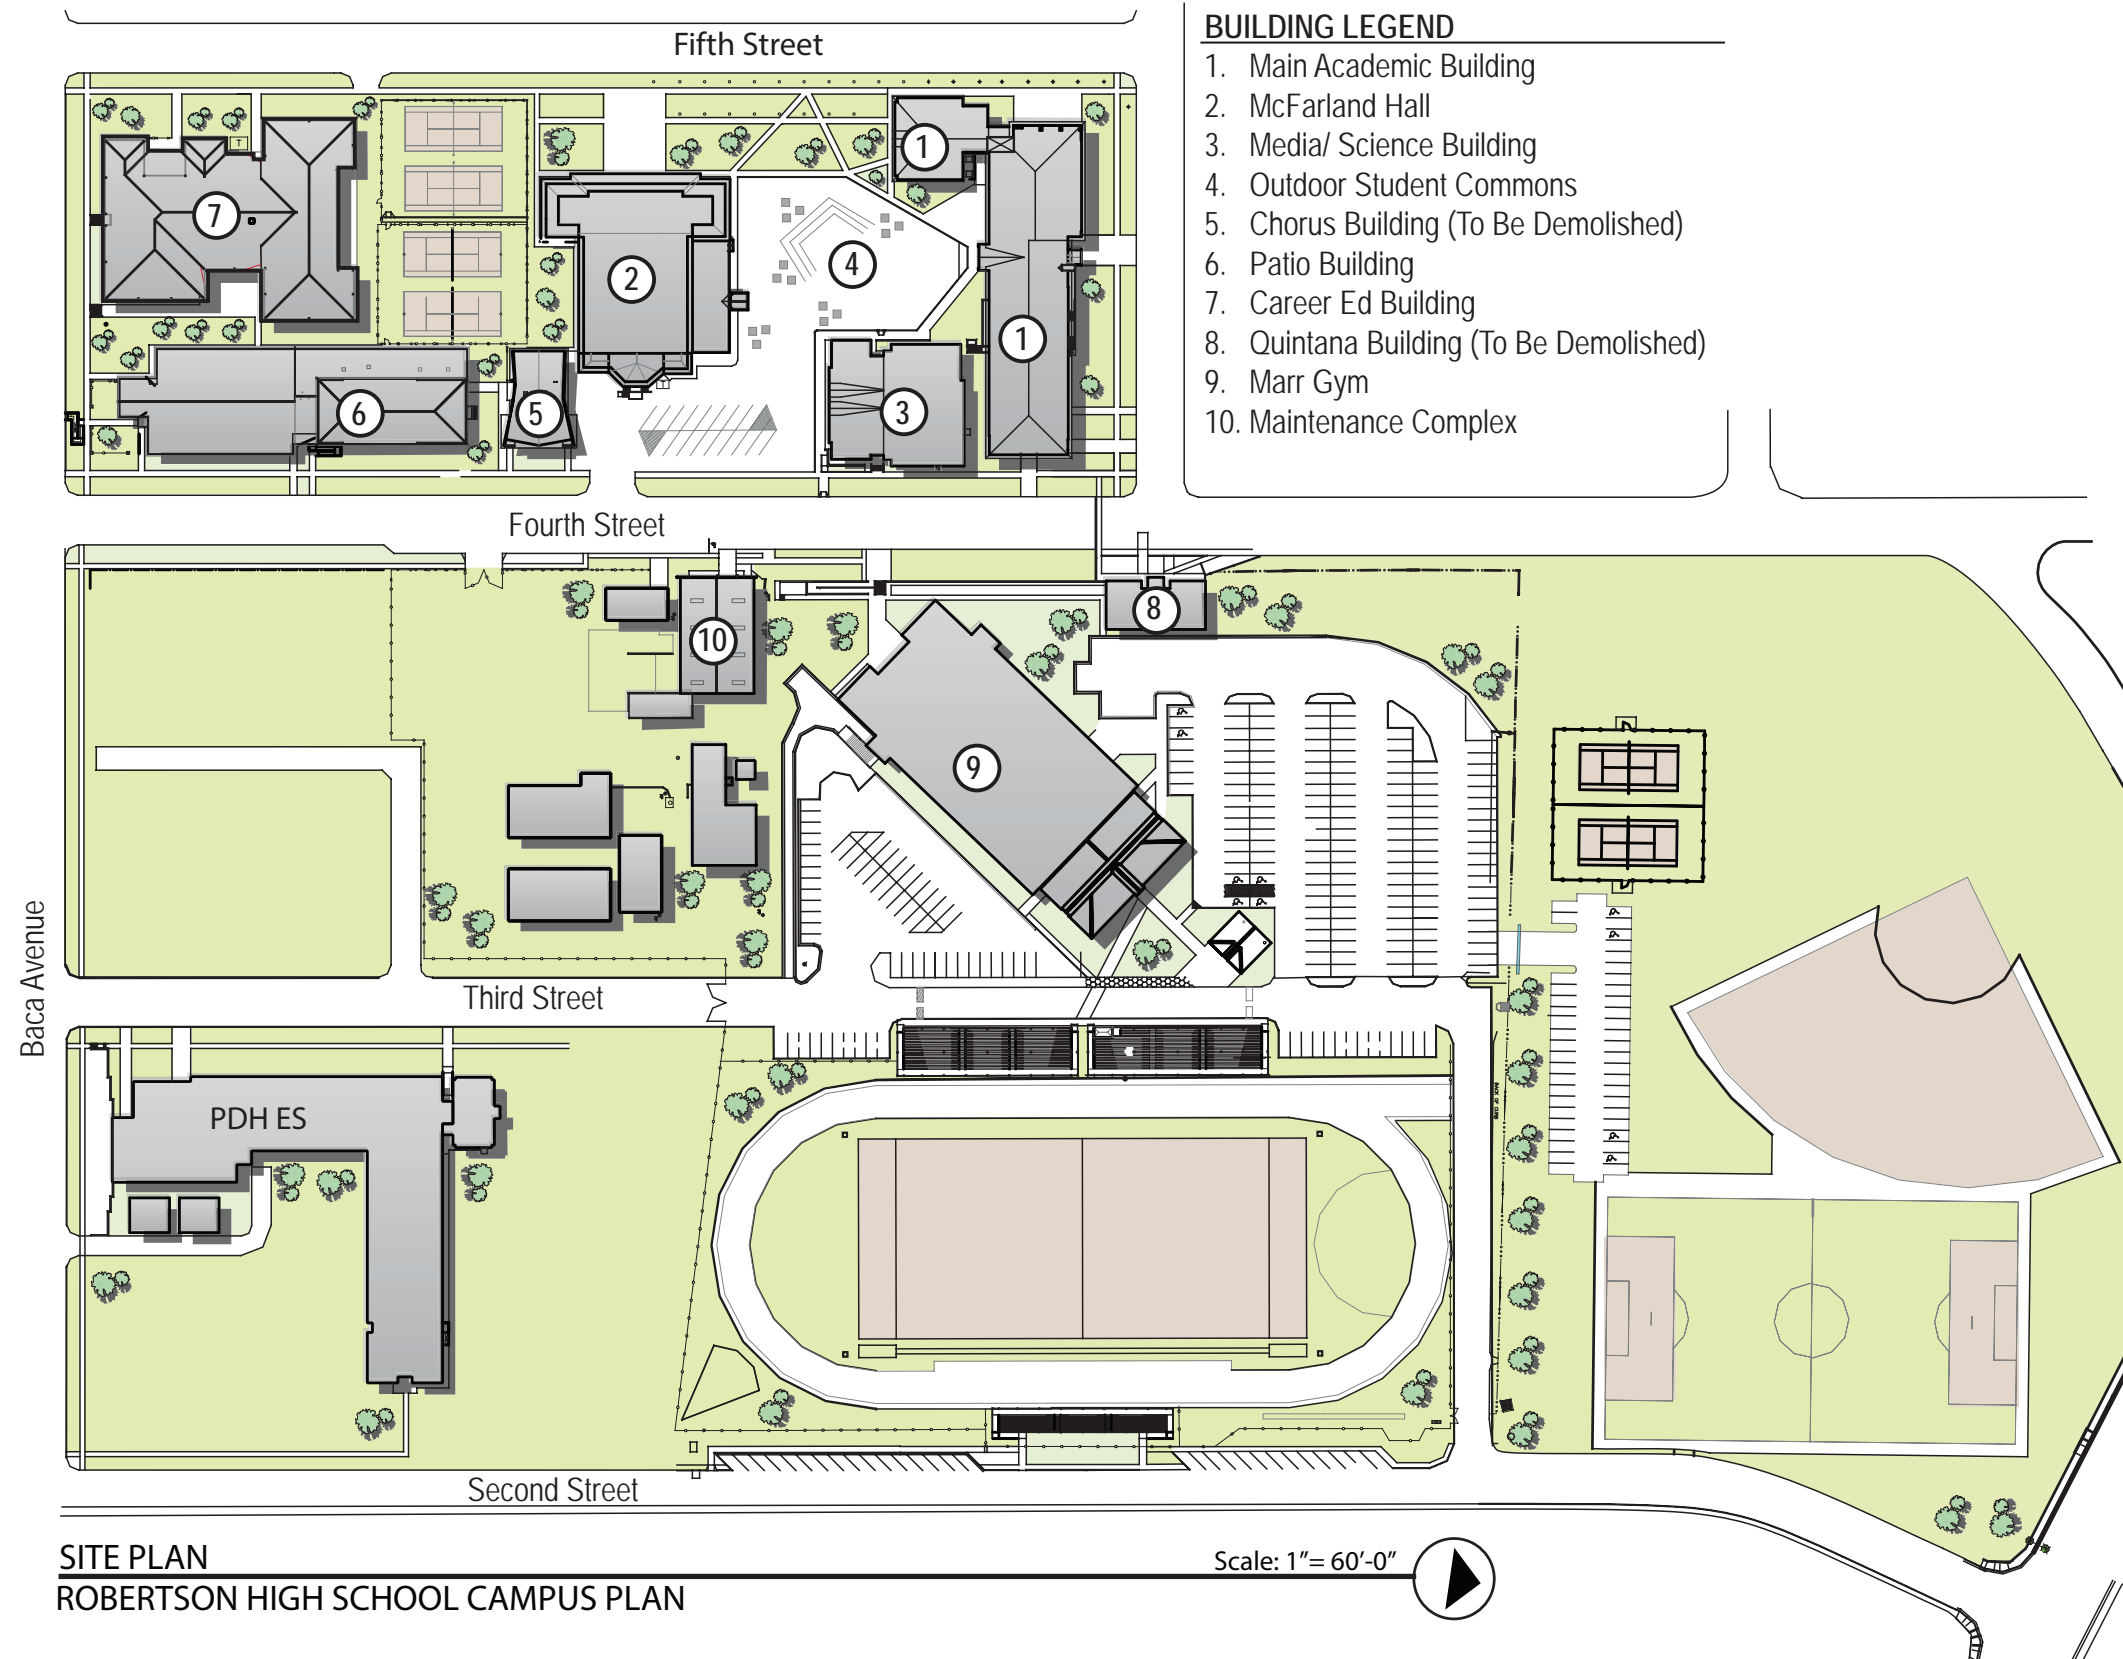 Fifth Street
BUILDING LEGEND
1. Main Academic Building
2. McFarland Hall
3. Media/ Science Building
4. Outdoor Student Commons
5. Chorus Building (To Be Demolished)
6. Patio Building
7. Career Ed Building
8. Quintana Building (To Be Demolished)
9. Marr Gym
10. Maintenance Complex
1
7
2
4
1
6
5
3
Fourth Street
8
10
9
Baca Avenue
Third Street
PDH ES
BACK OF CURB
Second Street
SITE PLAN
Scale: 1”= 60’-0”
ROBERTSON HIGH SCHOOL CAMPUS PLAN
T